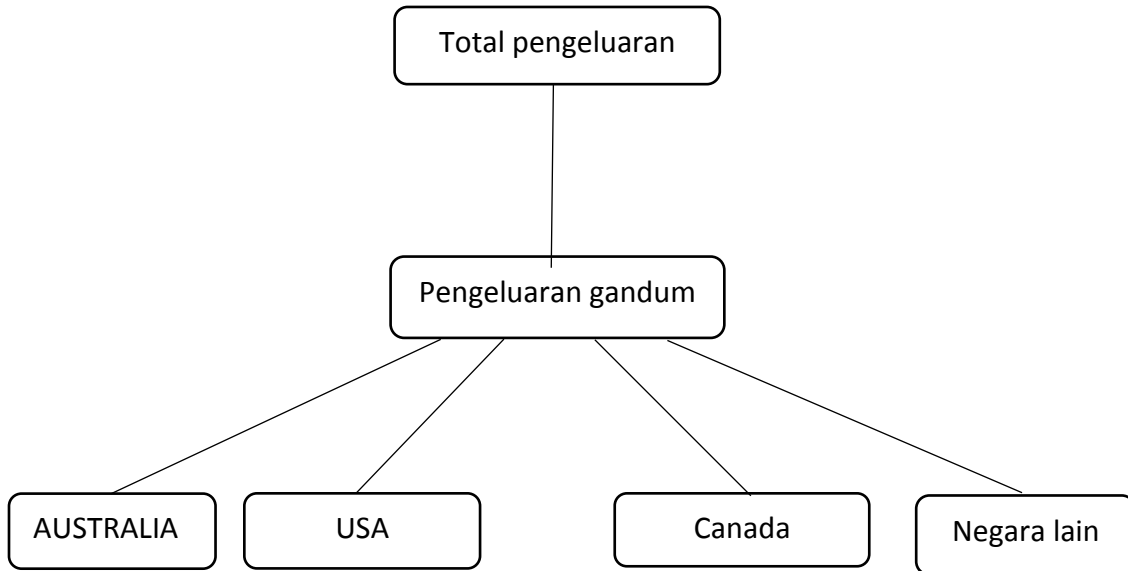 Total pengeluaran
Pengeluaran gandum
AUSTRALIA
USA
Canada
Negara lain